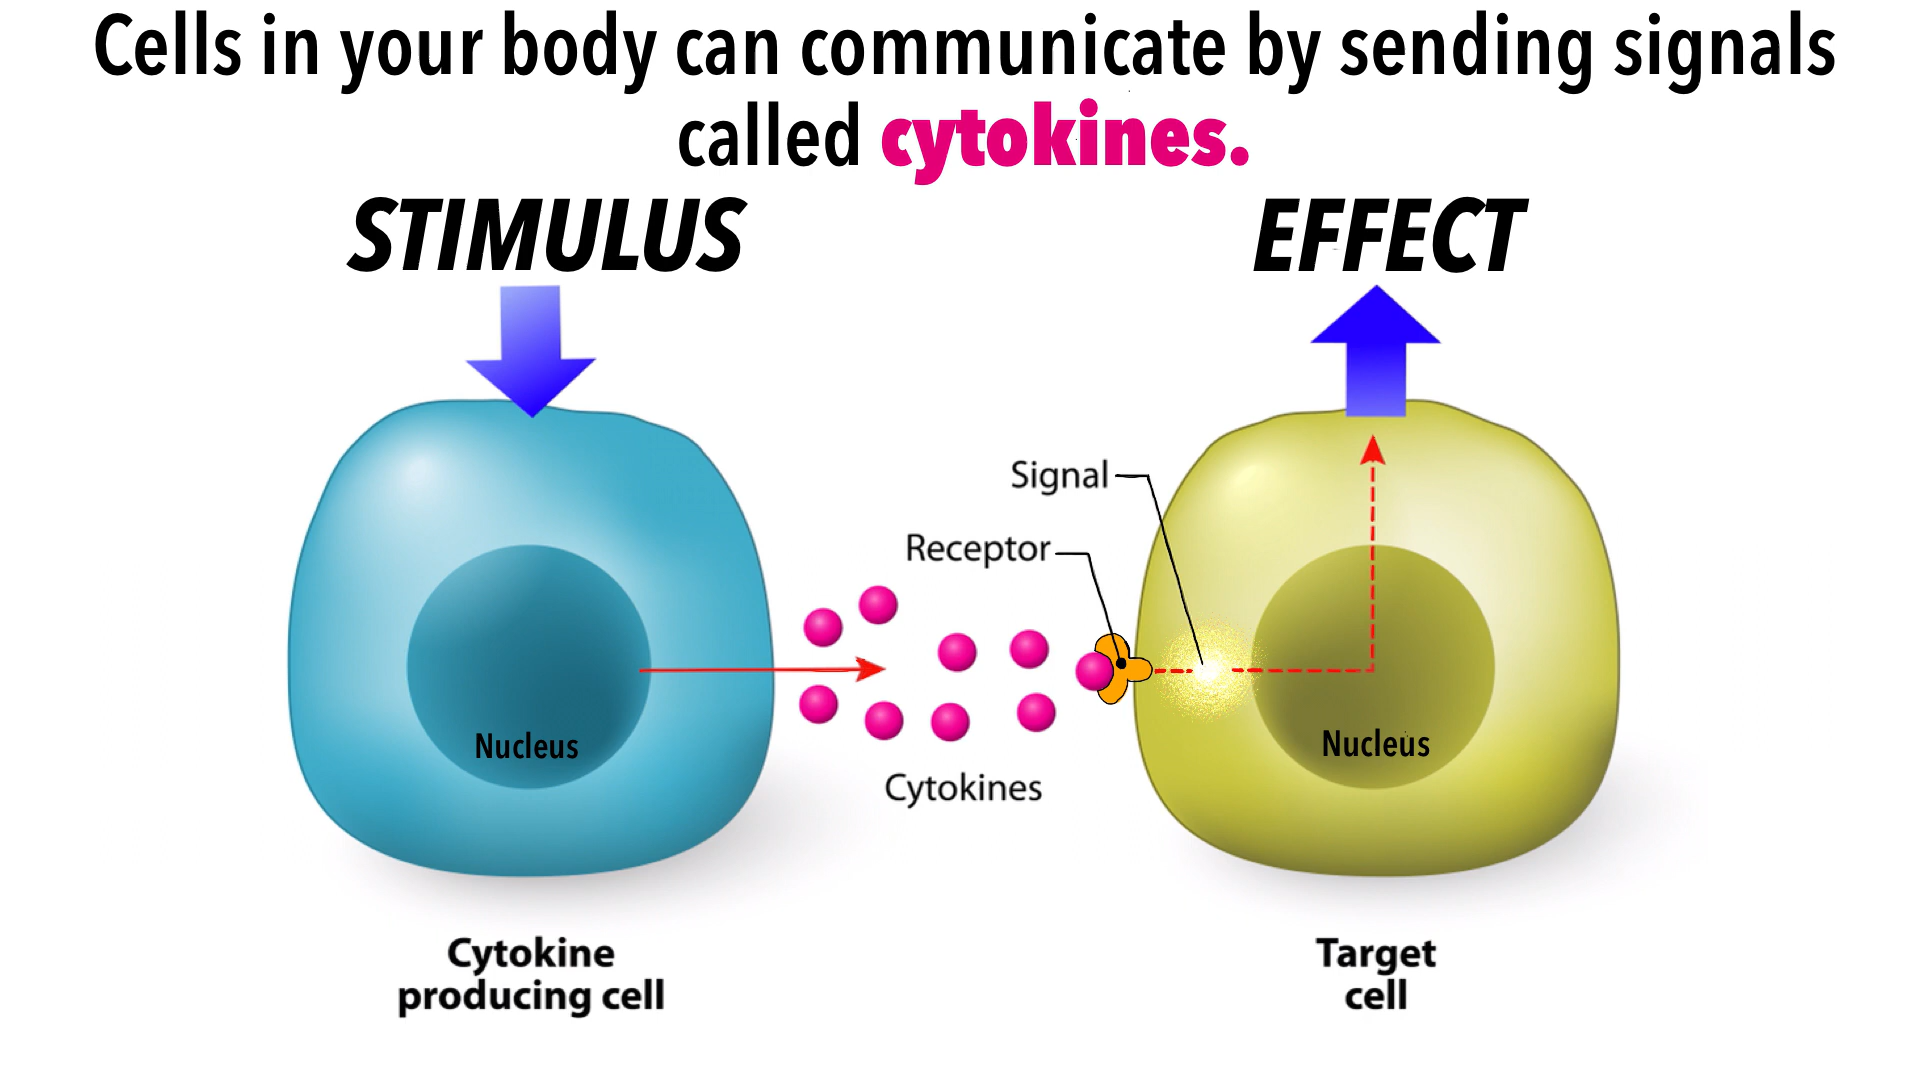 Cells in your body can communicate by sending signals
called cytokines.
STIMULUS
EFFECT
Signal
Receptor
Nucleus
Nucleus
Cytokines
Cytokine
producing cell
Target
cell